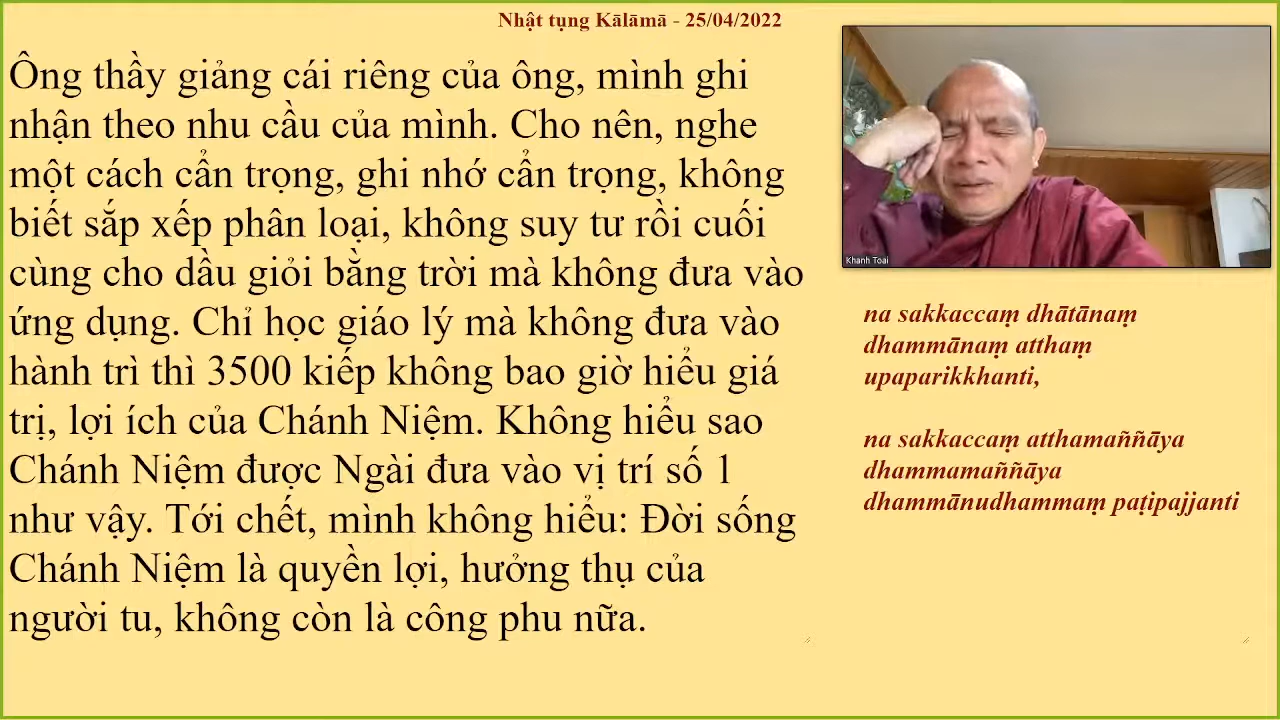 Nhật tụng Kālāmā - 25/04/2022
Ông thầy giảng cái riêng của ông, mình ghi
nhận theo nhu cầu của mình. Cho nên, nghe
một cách cẩn trọng, ghi nhớ cẩn trọng, không
biết sắp xếp phân loại, không suy tư rồi cuối
cùng cho dầu giỏi bằng trời mà không đưa vào
ứng dụng. Chỉ học giáo lý mà không đưa vào
hành trì thì 3500 kiếp không bao giờ hiểu giá
trị, lợi ích của Chánh Niệm. Không hiểu sao
Chánh Niệm được Ngài đưa vào vị trí số 1
như vậy. Tới chết, mình không hiểu: Đời sống
Chánh Niệm là quyền lợi, hưởng thụ của
người tu, không còn là công phu nữa.
Khanh Toai
na sakkaccaṃ dhātānaṃ
dhammānaṃ atthaṃ
upaparikkhanti,
na sakkaccaṃ atthamaññāya
dhammamaññāya
dhammānudhammaṃ paṭipajjanti